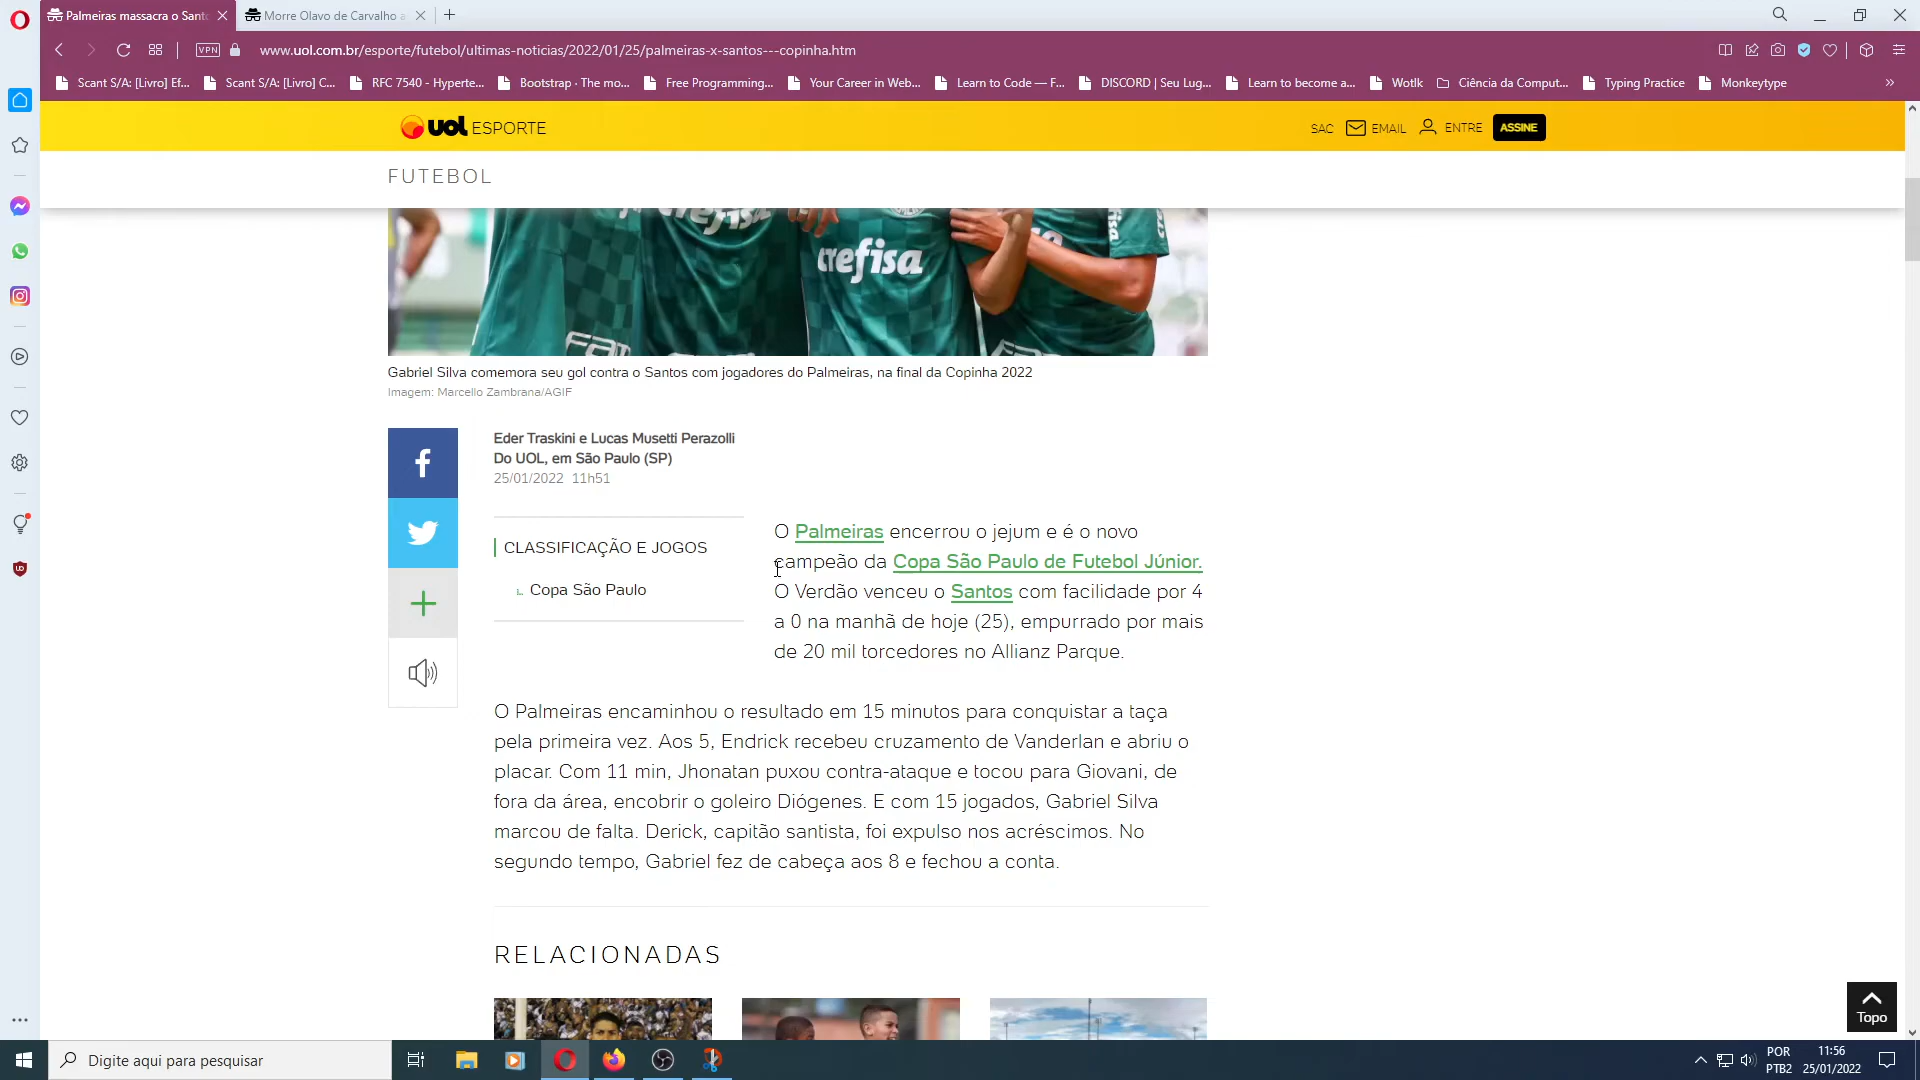 Palmeiras massacra o Sant
Morre Olavo de Carvalho a
VPN
www.uol.com.br/esporte/futebol/ultimas-noticias/2022/01/25/palmeiras-x-santos---copinha.htm
Scant S/A: [Livro] Ef...
Scant S/A: [Livro] C...
RFC 7540 - Hyperte...
Bootstrap · The mo...
Free Programming...
Your Career in Web...
Learn to Code — F...
DISCORD | Seu Lug...
Learn to become a...
Wotlk
Ciência da Comput...
Typing Practice
Monkeytype
uol ESPORTE
SAC
EMAIL
ENTRE
ASSINE
FUTEBOL
crefisa
crefisa
Gabriel Silva comemora seu gol contra o Santos com jogadores do Palmeiras, na final da Copinha 2022
Imagem: Marcello Zambrana/AGIF
Eder Traskini e Lucas Musetti Perazolli
Do UOL, em São Paulo (SP)
25/01/2022 11h51
CLASSIFICAÇÃO E JOGOS
Copa São Paulo
O Palmeiras encerrou o jejum e é o novo
campeão da Copa São Paulo de Futebol Júnior.
O Verdão venceu o Santos com facilidade por 4
a 0 na manhã de hoje (25), empurrado por mais
de 20 mil torcedores no Allianz Parque.
O Palmeiras encaminhou o resultado em 15 minutos para conquistar a taça
pela primeira vez. Aos 5, Endrick recebeu cruzamento de Vanderlan e abriu o
placar. Com 11 min, Jhonatan puxou contra-ataque e tocou para Giovani, de
fora da área, encobrir o goleiro Diógenes. E com 15 jogados, Gabriel Silva
marcou de falta. Derick, capitão santista, foi expulso nos acréscimos. No
segundo tempo, Gabriel fez de cabeça aos 8 e fechou a conta.
RELACIONADAS
Topo
Digite aqui para pesquisar
POR
PTB2
11:56
25/01/2022